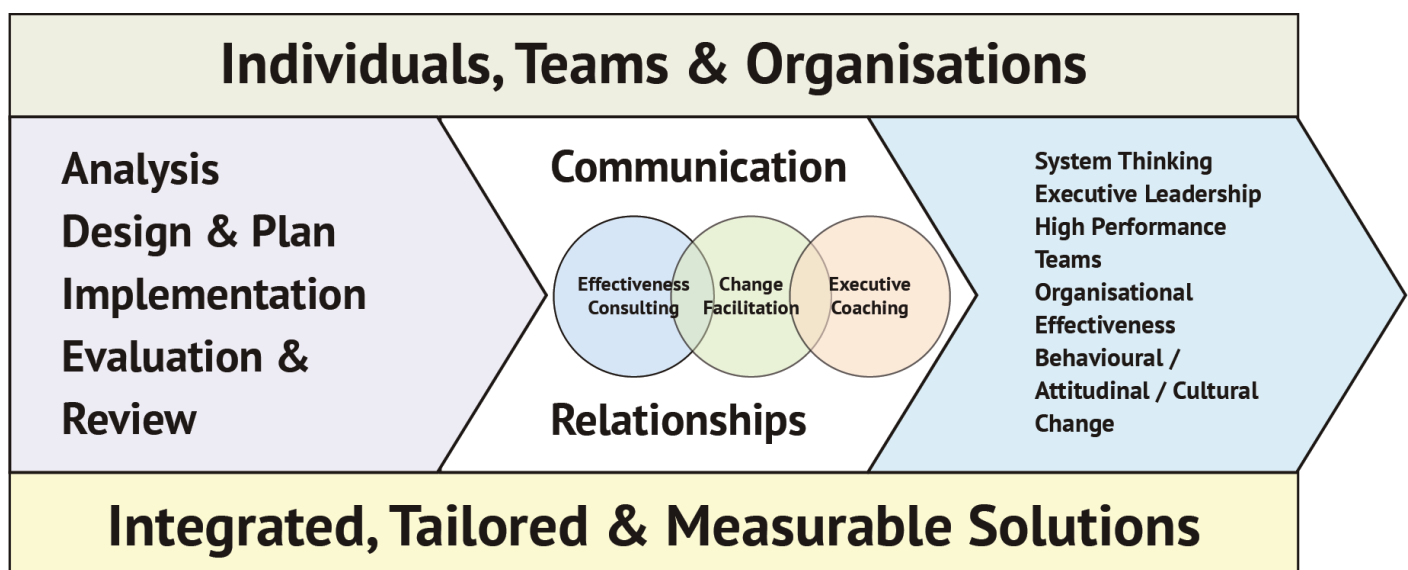 Individuals, Teams & Organisations
Analysis
Design & Plan
Implementation
Evaluation &
Review
Communication
Effectiveness
Consulting
Change
Facilitation
Executive
Coaching
Relationships
System Thinking
Executive Leadership
High Performance
Teams
Organisational
Effectiveness
Behavioural /
Attitudinal / Cultural
Change
Integrated, Tailored & Measurable Solutions